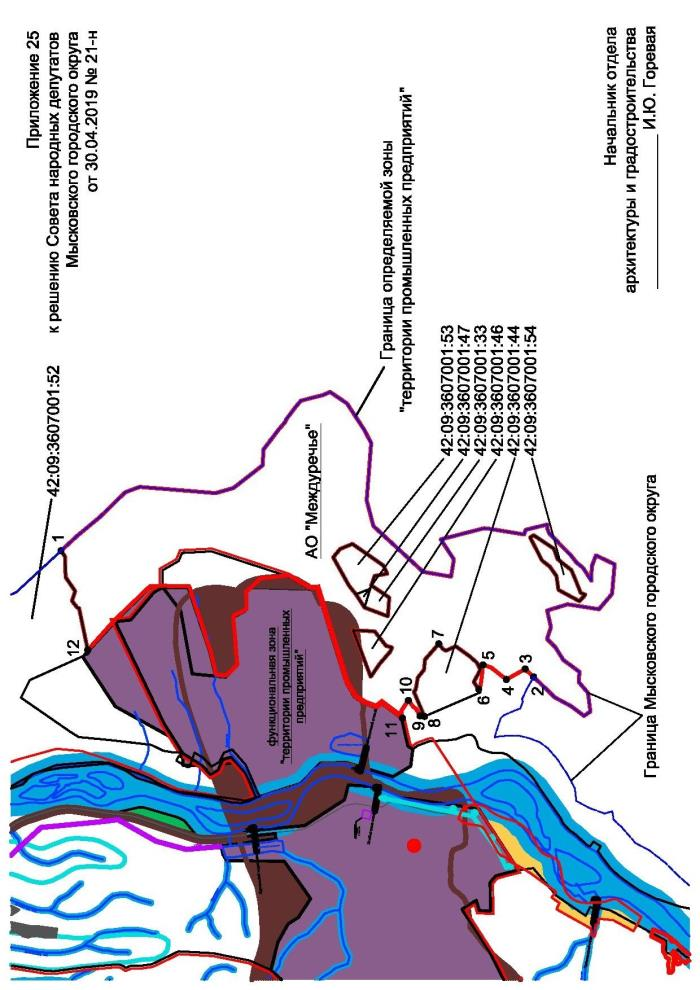 Приложение 25
к решению Совета народных депутатов
Мысковского городского округа
от 30.04.2019 № 21-н
42:09:3607001:52
1
12
Граница определяемой зоны
"территории промышленных предприятий"
АО "Междуречье"
функциональная зона
"территории промышленных
предприятий"
42:09:3607001:53
42:09:3607001:47
42:09:3607001:33
42:09:3607001:46
42:09:3607001:44
42:09:3607001:54
11
10
9
8
7
6
5
4
3
2
Граница Мысковского городского округа
Начальник отдела
архитектуры и градостроительства
И.Ю. Горевая